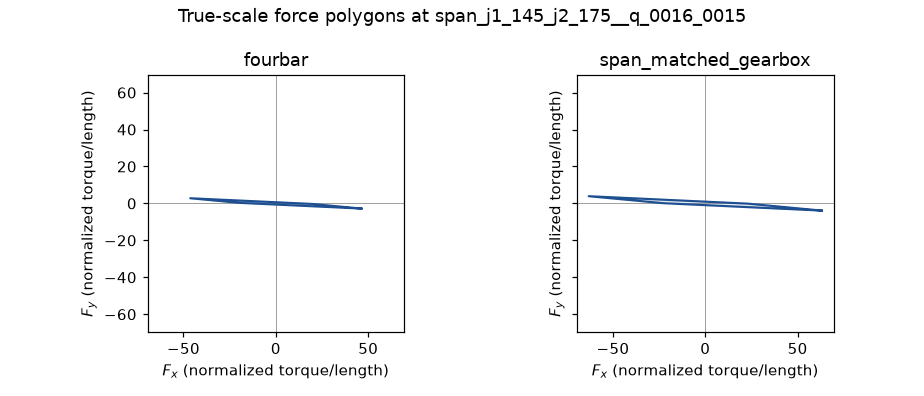 True-scale force polygons at span_j1_145_j2_175__q_0016_0015
fourbar
span_matched_gearbox
F_y (normalized torque/length)
60
40
20
0
−20
−40
−60
−50
0
50
F_x (normalized torque/length)
F_y (normalized torque/length)
−50
0
50
F_x (normalized torque/length)